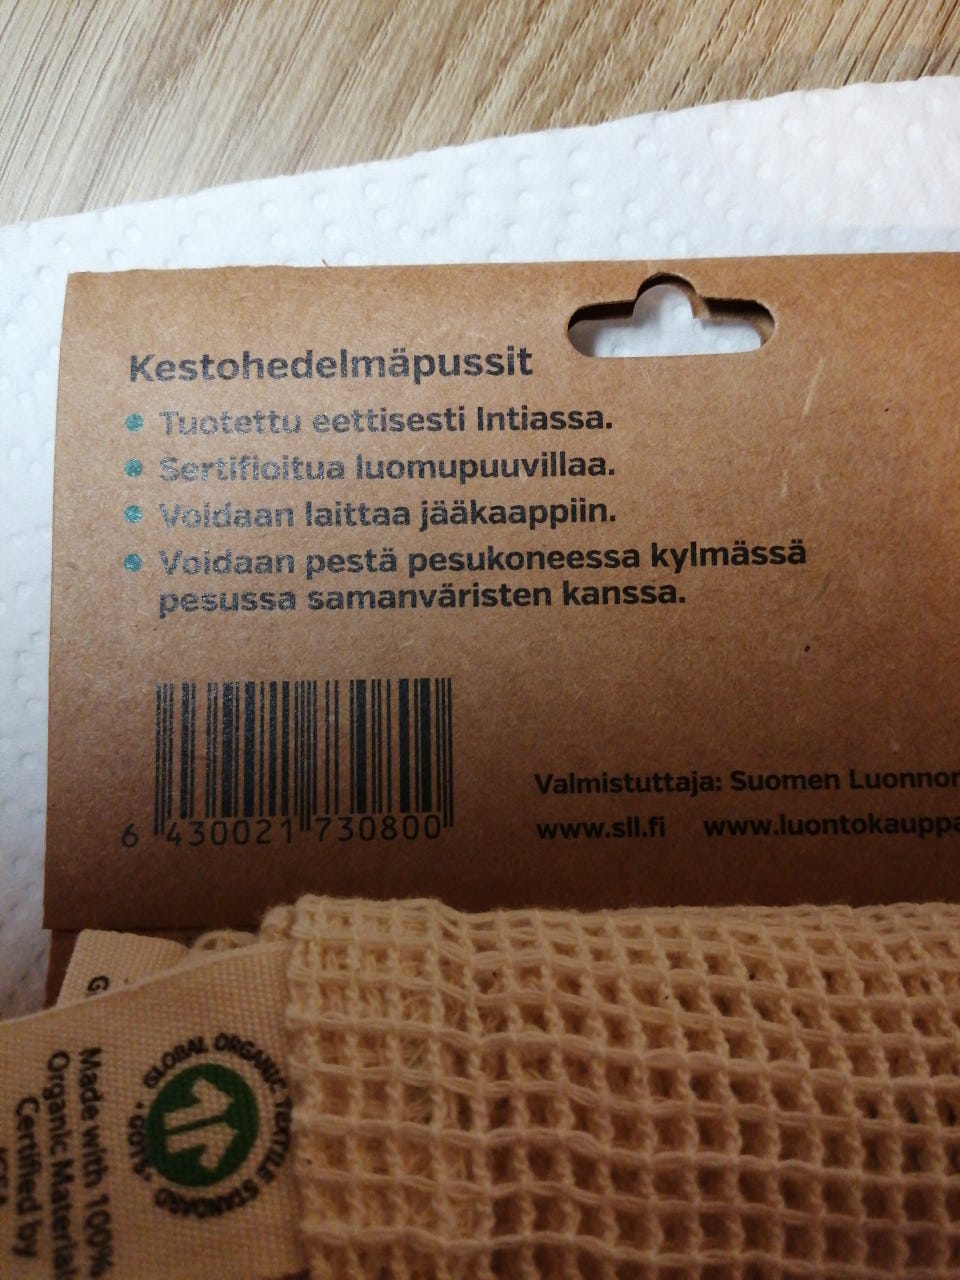 Kestohedelmäpussit
• Tuotettu eettisesti Intiassa.
• Sertifioitua luomupuuvillaa.
• Voidaan laittaa jääkaappiin.
• Voidaan pestä pesukoneessa kylmässä
pesussa samanväristen kanssa.
6 430021 730800
Valmistuttaja: Suomen
www.sll.fi
GLOBAL ORGANIC TEXTILE STANDARD
• GOTS •
Made with 100%
Organic Material
Certified by